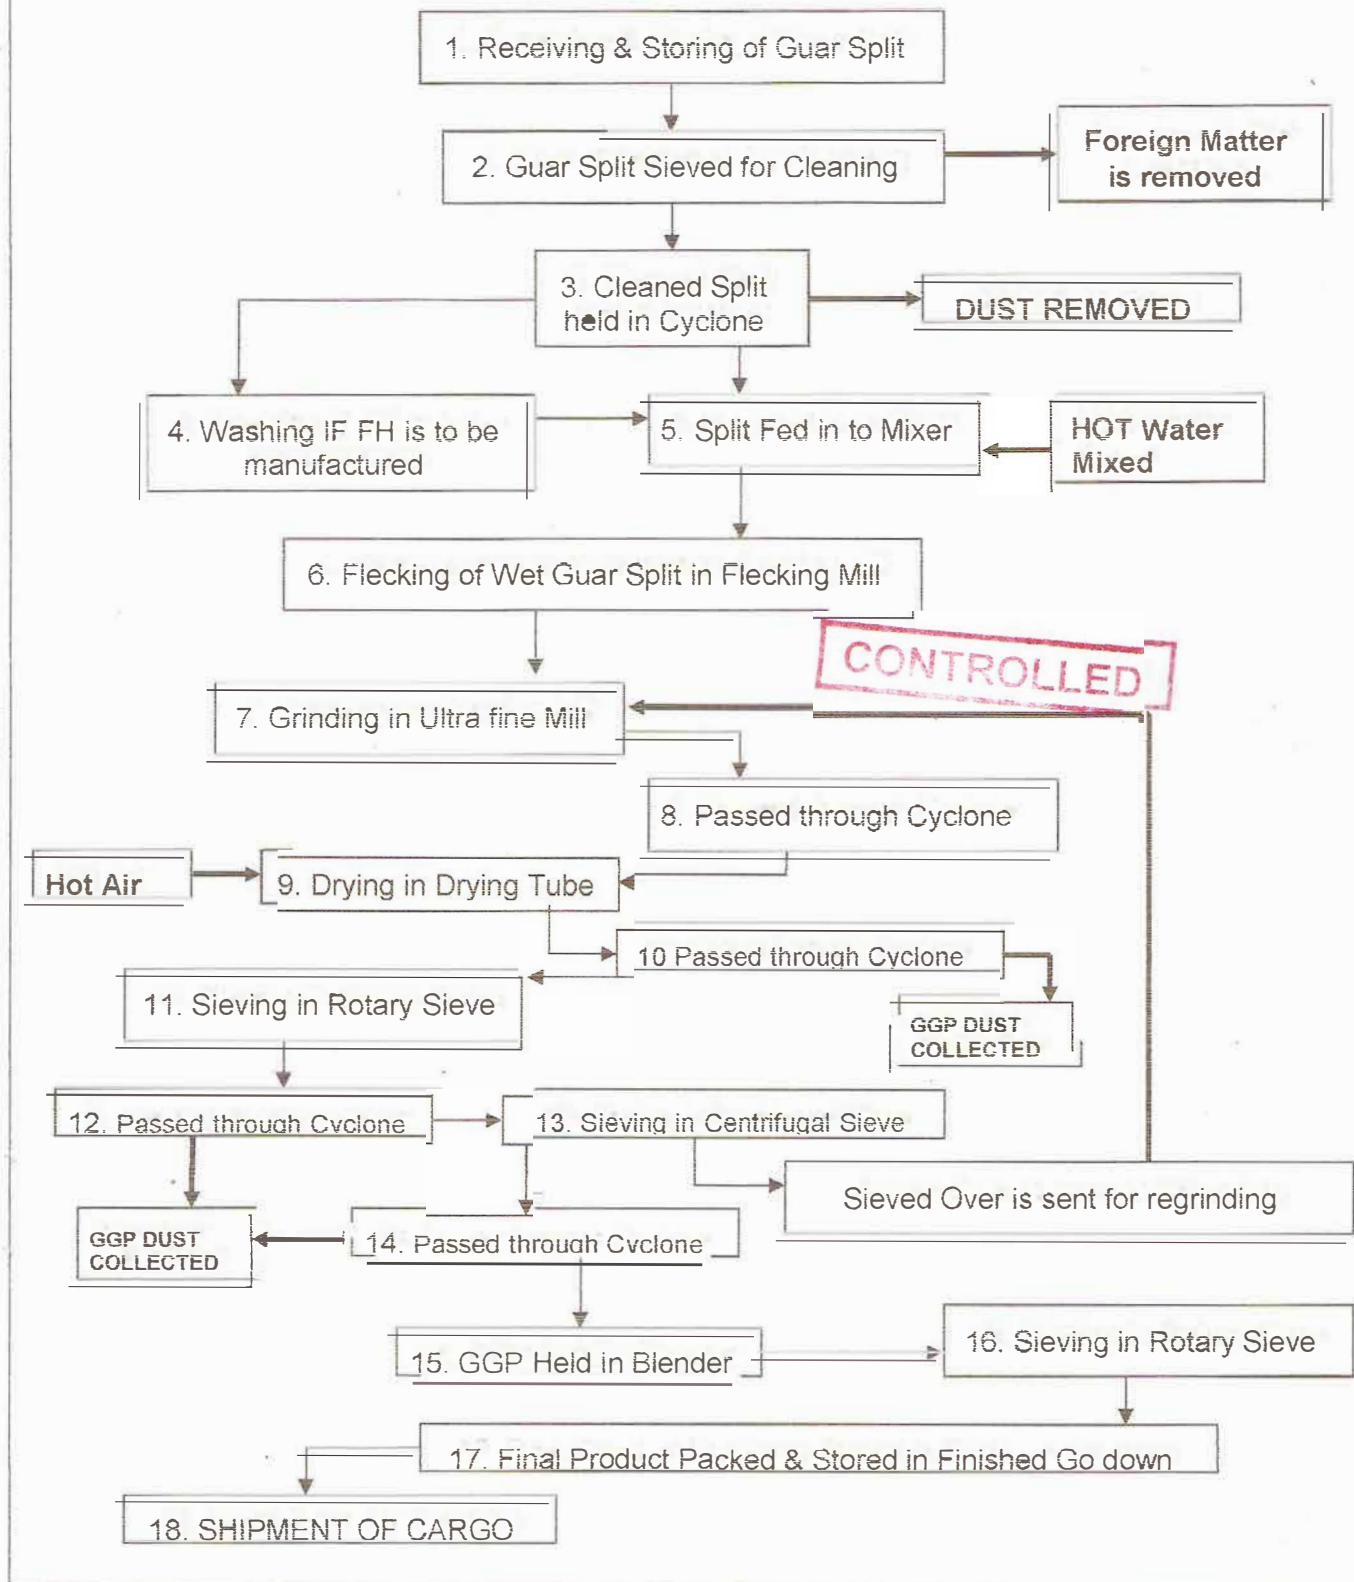 1. Receiving & Storing of Guar Split
2. Guar Split Sieved for Cleaning
Foreign Matter
is removed
3. Cleaned Split
held in Cyclone
DUST REMOVED
4. Washing IF FH is to be
manufactured
5. Split Fed in to Mixer
HOT Water
Mixed
6. Flecking of Wet Guar Split in Flecking Mill
CONTROLLED
7. Grinding in Ultra fine Mill
8. Passed through Cyclone
Hot Air
9. Drying in Drying Tube
10 Passed through Cyclone
11. Sieving in Rotary Sieve
GGP DUST
COLLECTED
12. Passed through Cyclone
13. Sieving in Centrifugal Sieve
Sieved Over is sent for regrinding
GGP DUST
COLLECTED
14. Passed through Cyclone
15. GGP Held in Blender
16. Sieving in Rotary Sieve
17. Final Product Packed & Stored in Finished Go down
18. SHIPMENT OF CARGO